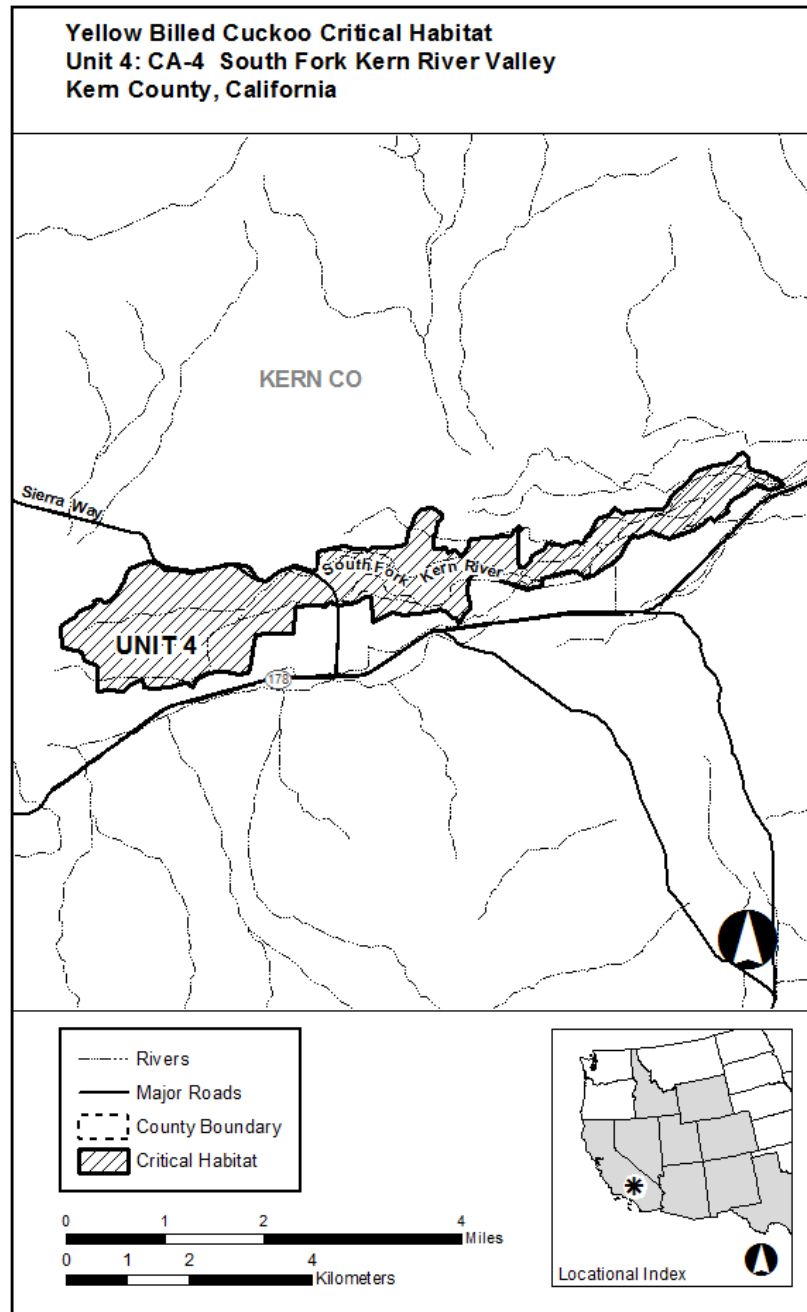 Yellow Billed Cuckoo Critical Habitat
Unit 4: CA-4 South Fork Kern River Valley
Kern County, California
KERN CO
Sierra Way
South Fork Kern River
UNIT 4
178
Rivers
Major Roads
County Boundary
Critical Habitat
0 1 2 4
Miles
0 1 2 4
Kilometers
Locational Index